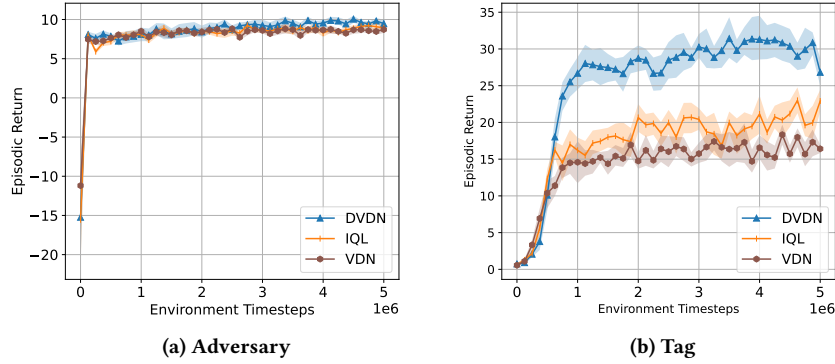 10
5
0
−5
−10
−15
−20
Episodic Return
0
1
2
3
4
5
1e6
Environment Timesteps
DVDN
IQL
VDN
(a) Adversary
35
30
25
20
15
10
5
0
Episodic Return
0
1
2
3
4
5
1e6
Environment Timesteps
DVDN
IQL
VDN
(b) Tag